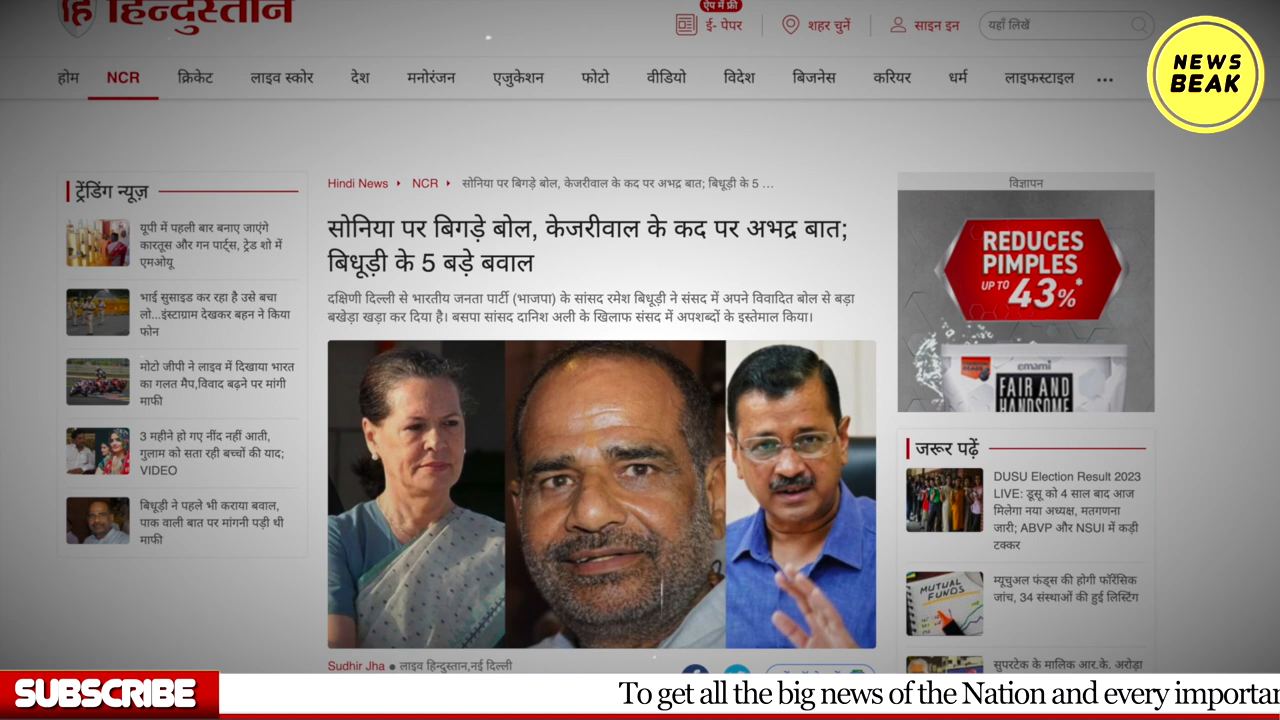 हि हिन्दुस्तान
ऐप में फ्री
ई- पेपर
शहर चुनें
साइन इन
यहाँ लिखें
NEWS
BEAK
होम NCR क्रिकेट लाइव स्कोर देश मनोरंजन एजुकेशन फोटो वीडियो विदेश बिजनेस करियर धर्म लाइफस्टाइल ...
ट्रेंडिंग न्यूज़
यूपी में पहली बार बनाए जाएंगे
कारतूस और गन पार्ट्स, ट्रेड शो में
एमओयू
भाई सुसाइड कर रहा है उसे बचा
लो...इंस्टाग्राम देखकर बहन ने किया
फोन
मोटो जीपी ने लाइव में दिखाया भारत
का गलत मैप,विवाद बढ़ने पर मांगी
माफी
3 महीने हो गए नींद नहीं आती,
गुलाम को सता रही बच्चों की याद;
VIDEO
बिधूड़ी ने पहले भी कराया बवाल,
पाक वाली बात पर मांगनी पड़ी थी
माफी
Hindi News NCR सोनिया पर बिगड़े बोल, केजरीवाल के कद पर अभद्र बात; बिधूड़ी के 5 ...
सोनिया पर बिगड़े बोल, केजरीवाल के कद पर अभद्र बात;
बिधूड़ी के 5 बड़े बवाल
दक्षिणी दिल्ली से भारतीय जनता पार्टी (भाजपा) के सांसद रमेश बिधूड़ी ने संसद में अपने विवादित बोल से बड़ा
बखेड़ा खड़ा कर दिया है। बसपा सांसद दानिश अली के खिलाफ संसद में अपशब्दों के इस्तेमाल किया।
Sudhir Jha ● लाइव हिन्दुस्तान,नई दिल्ली
विज्ञापन
REDUCES
PIMPLES
UP TO 43%*
emami
FAIR AND
HANDSOME
जरूर पढ़ें
DUSU Election Result 2023
LIVE: डूसू को 4 साल बाद आज
मिलेगा नया अध्यक्ष, मतगणना
जारी; ABVP और NSUI में कड़ी
टक्कर
MUTUAL
FUNDS
म्यूचुअल फंड्स की होगी फॉरेंसिक
जांच, 34 संस्थाओं की हुई लिस्टिंग
सुपरटेक के मालिक आर.के. अरोड़ा
SUBSCRIBE
To get all the big news of the Nation and every importa